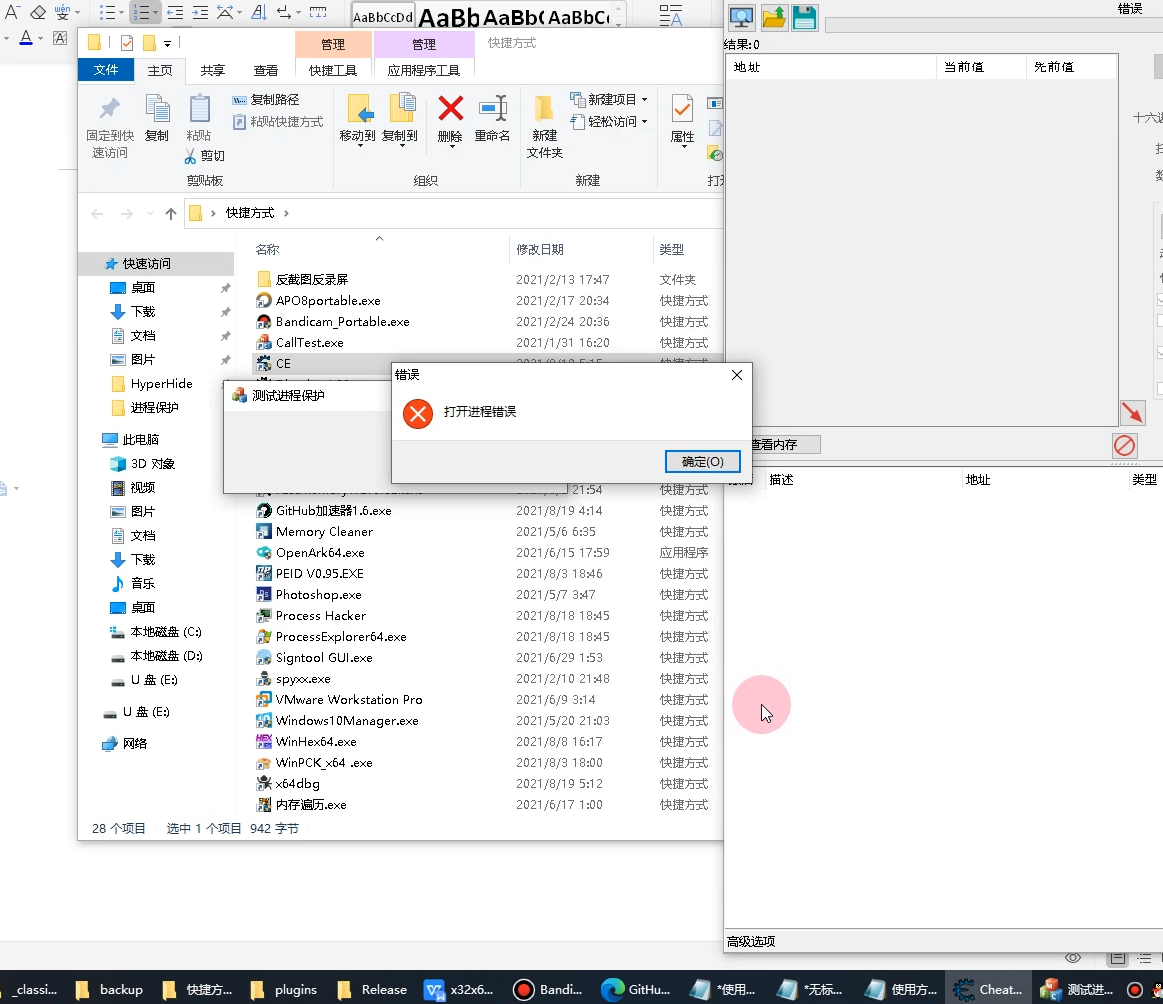 AaBbCcDd AaBb AaBb( AaBbC
管理 管理 快捷方式
文件 主页 共享 查看 快捷工具 应用程序工具
固定到快
速访问
复制
粘贴
复制路径
粘贴快捷方式
剪切
移动到 复制到 删除 重命名
新建
文件夹
新建项目
轻松访问
属性
剪贴板 组织 新建
快捷方式
名称 修改日期 类型
快速访问
桌面
下载
文档
图片
HyperHide
进程保护
此电脑
3D 对象
视频
图片
文档
下载
音乐
桌面
本地磁盘 (C:)
本地磁盘 (D:)
U 盘 (E:)
U 盘 (E:)
网络
反截图反录屏 2021/2/13 17:47 文件夹
APO8portable.exe 2021/2/17 20:34 快捷方式
Bandicam_Portable.exe 2021/2/24 20:36 快捷方式
CallTest.exe 2021/1/31 16:20 快捷方式
CE
21:54 快捷方式
GitHub加速器1.6.exe 2021/8/19 4:14 快捷方式
Memory Cleaner 2021/5/6 6:35 快捷方式
OpenArk64.exe 2021/6/15 17:59 应用程序
PEID V0.95.EXE 2021/8/3 18:46 快捷方式
Photoshop.exe 2021/5/7 3:47 快捷方式
Process Hacker 2021/8/18 18:45 快捷方式
ProcessExplorer64.exe 2021/8/18 18:45 快捷方式
Signtool GUI.exe 2021/6/29 1:53 快捷方式
spyxx.exe 2021/2/10 21:48 快捷方式
VMware Workstation Pro 2021/6/9 3:14 快捷方式
Windows10Manager.exe 2021/5/20 21:03 快捷方式
WinHex64.exe 2021/8/8 16:17 快捷方式
WinPCK_x64 .exe 2021/8/3 18:00 快捷方式
x64dbg 2021/8/19 5:12 快捷方式
内存遍历.exe 2021/6/17 1:00 快捷方式
28 个项目 选中 1 个项目 942 字节
测试进程保护
错误
打开进程错误
确定(O)
错误
结果:0
地址 当前值 先前值
十六进
查看内存
描述 地址 类型
高级选项
_classi... backup 快捷方... plugins Release x32x6... Bandi... GitHu... *使用... *无标... 使用方... Cheat... 测试进...